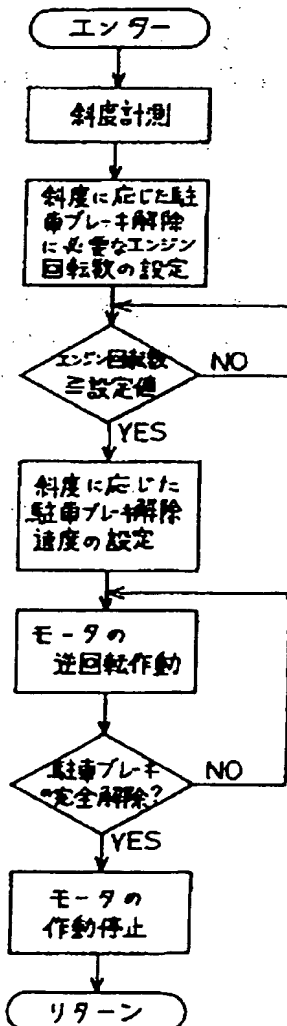 エンター
斜度計測
斜度に応じた駐
車ブレーキ解除
に必要なエンジン
回転数の設定
エンジン回転数
≧設定値
NO
YES
斜度に応じた
駐車ブレーキ解除
速度の設定
モータの
逆回転作動
駐車ブレーキ
の完全解除?
NO
YES
モータの
作動停止
リターン